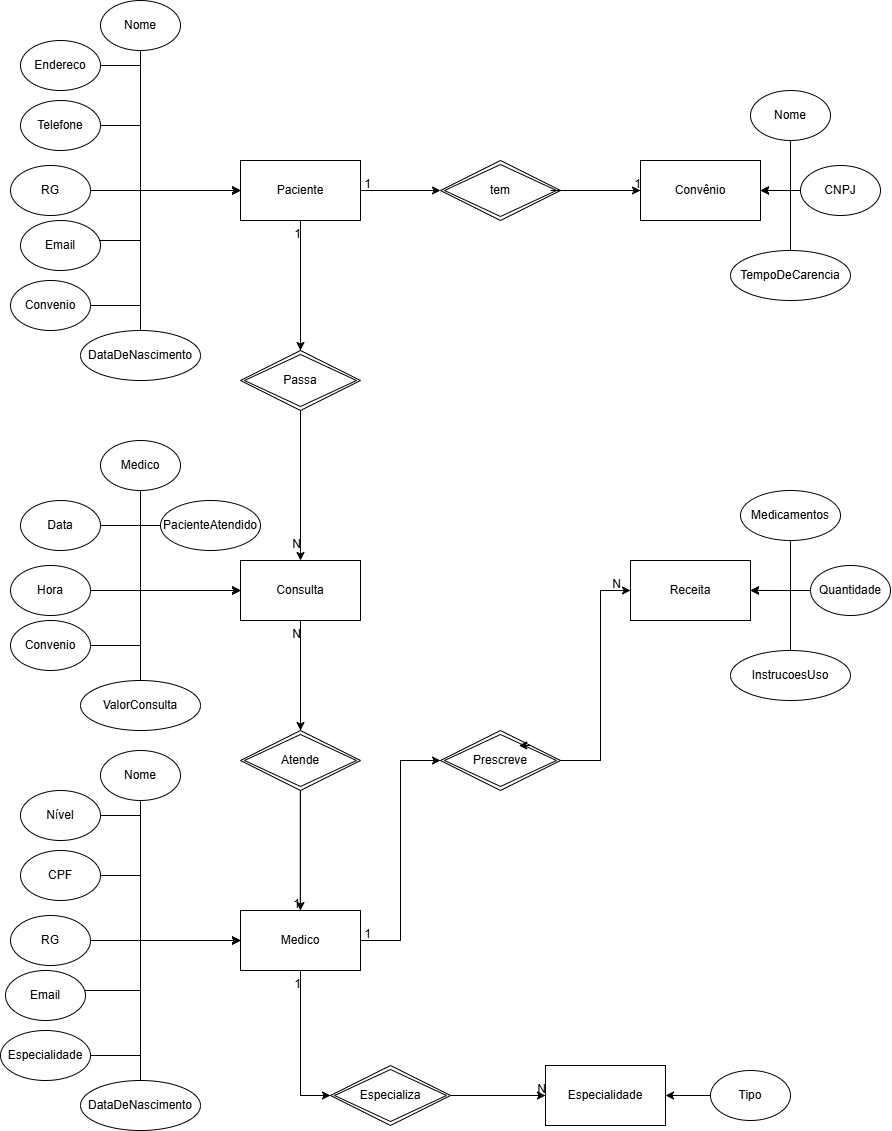 Nome
Endereco
Telefone
RG
Email
Convenio
DataDeNascimento
Paciente
1
tem
1
Convênio
Nome
CNPJ
TempoDeCarencia
1
Passa
N
Medico
Data
PacienteAtendido
Hora
Convenio
ValorConsulta
Consulta
N
Atende
1
Medicamentos
Quantidade
InstrucoesUso
Receita
N
Prescreve
1
Nome
Nível
CPF
RG
Email
Especialidade
DataDeNascimento
Medico
1
Especializa
N
Especialidade
Tipo